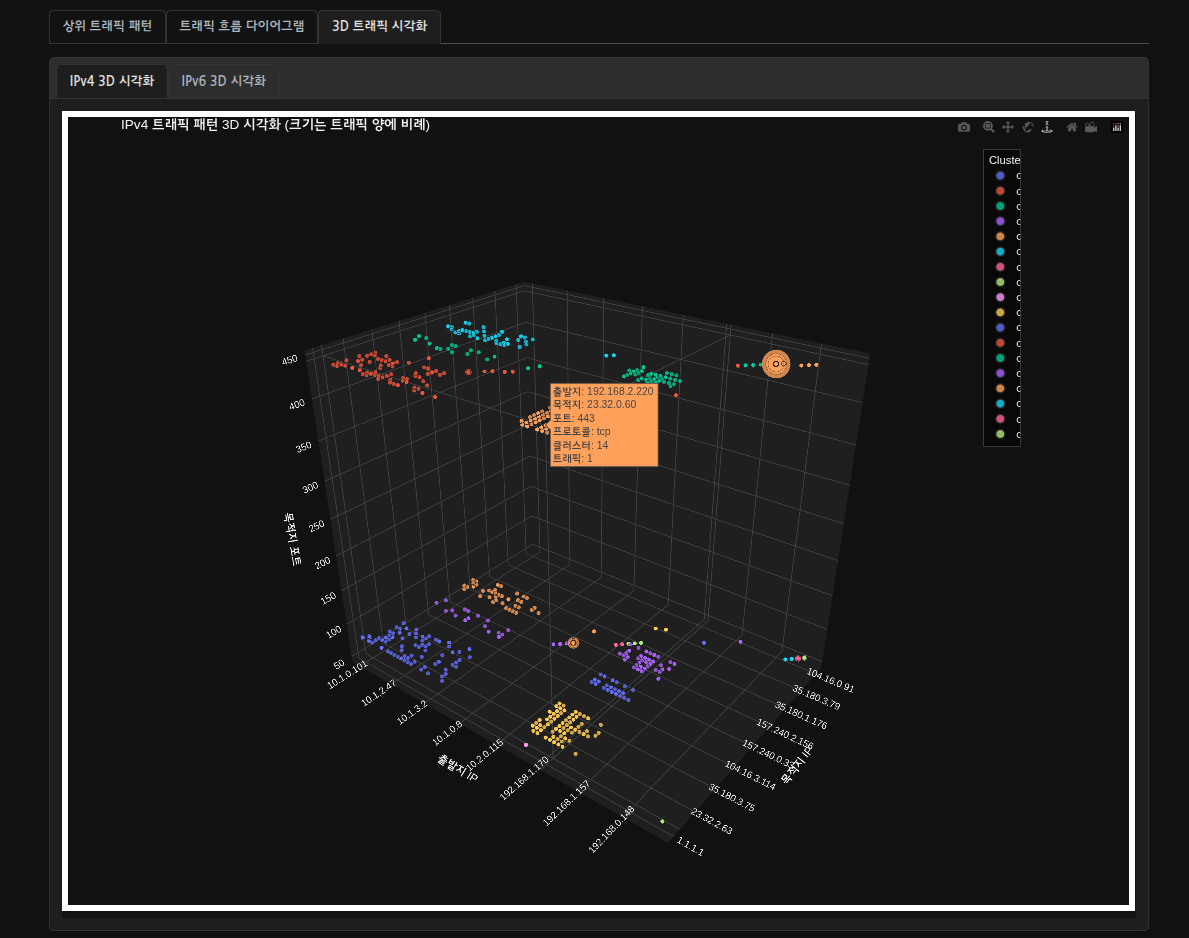 상위 트래픽 패턴
트래픽 흐름 다이어그램
3D 트래픽 시각화
IPv4 3D 시각화
IPv6 3D 시각화
IPv4 트래픽 패턴 3D 시각화 (크기는 트래픽 양에 비례)
Cluste
출발지: 192.168.2.220
목적지: 23.32.0.60
포트: 443
프로토콜: tcp
클러스터: 14
트래픽: 1
450
400
350
300
250
200
150
100
50
목적지 포트
10.1.0.101
10.1.2.47
10.1.3.2
10.1.0.8
10.2.0.115
192.168.1.170
192.168.1.157
192.168.0.148
출발지 IP
104.16.0.91
35.180.3.79
35.180.1.176
157.240.2.156
104.16.3.114
35.180.3.75
23.32.2.63
1.1.1.1
목적지 IP